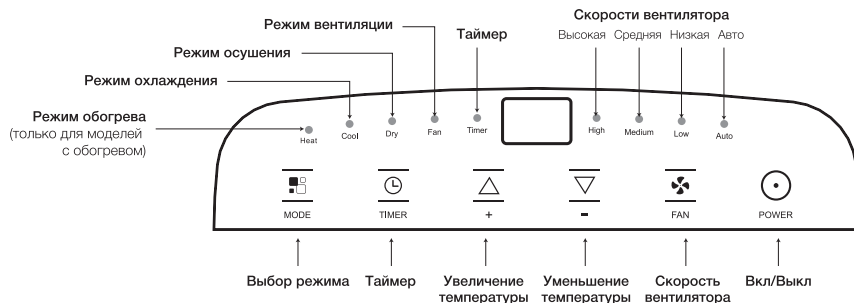 Скорости вентилятора
Режим вентиляции
Таймер
Высокая Средняя Низкая Авто
Режим осушения
Режим охлаждения
Режим обогрева
(только для моделей
с обогревом)
Heat Cool Dry Fan Timer High Medium Low Auto
MODE TIMER + - FAN POWER
Выбор режима Таймер Увеличение Уменьшение Скорость Вкл/Выкл
температуры температуры вентилятора